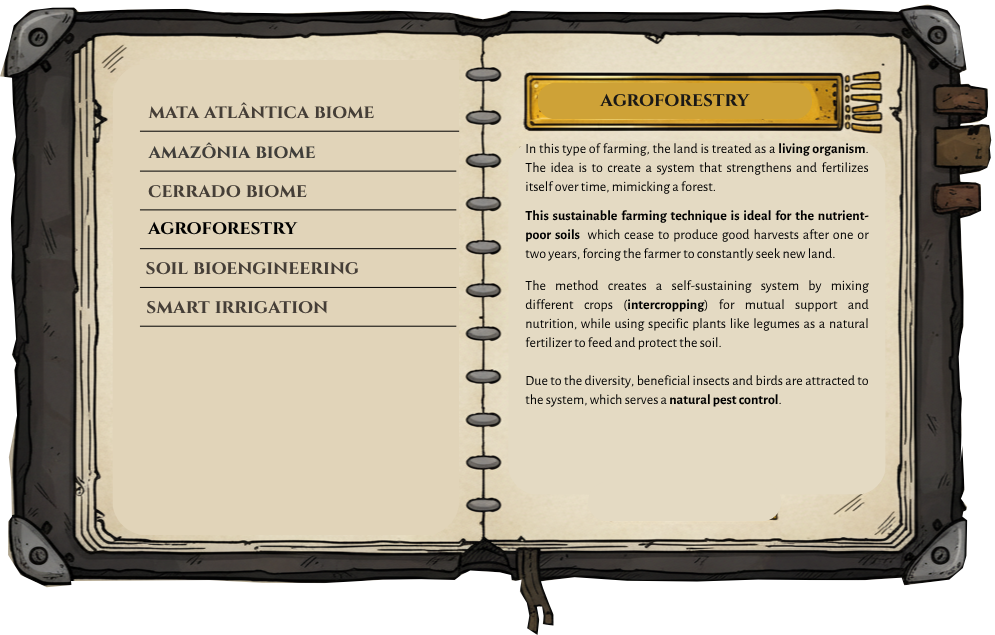 MATA ATLÂNTICA BIOME
AMAZÔNIA BIOME
CERRADO BIOME
AGROFORESTRY
SOIL BIOENGINEERING
SMART IRRIGATION
AGROFORESTRY
In this type of farming, the land is treated as a living organism.
The idea is to create a system that strengthens and fertilizes
itself over time, mimicking a forest.
This sustainable farming technique is ideal for the nutrient-
poor soils which cease to produce good harvests after one or
two years, forcing the farmer to constantly seek new land.
The method creates a self-sustaining system by mixing
different crops (intercropping) for mutual support and
nutrition, while using specific plants like legumes as a natural
fertilizer to feed and protect the soil.
Due to the diversity, beneficial insects and birds are attracted to
the system, which serves a natural pest control.